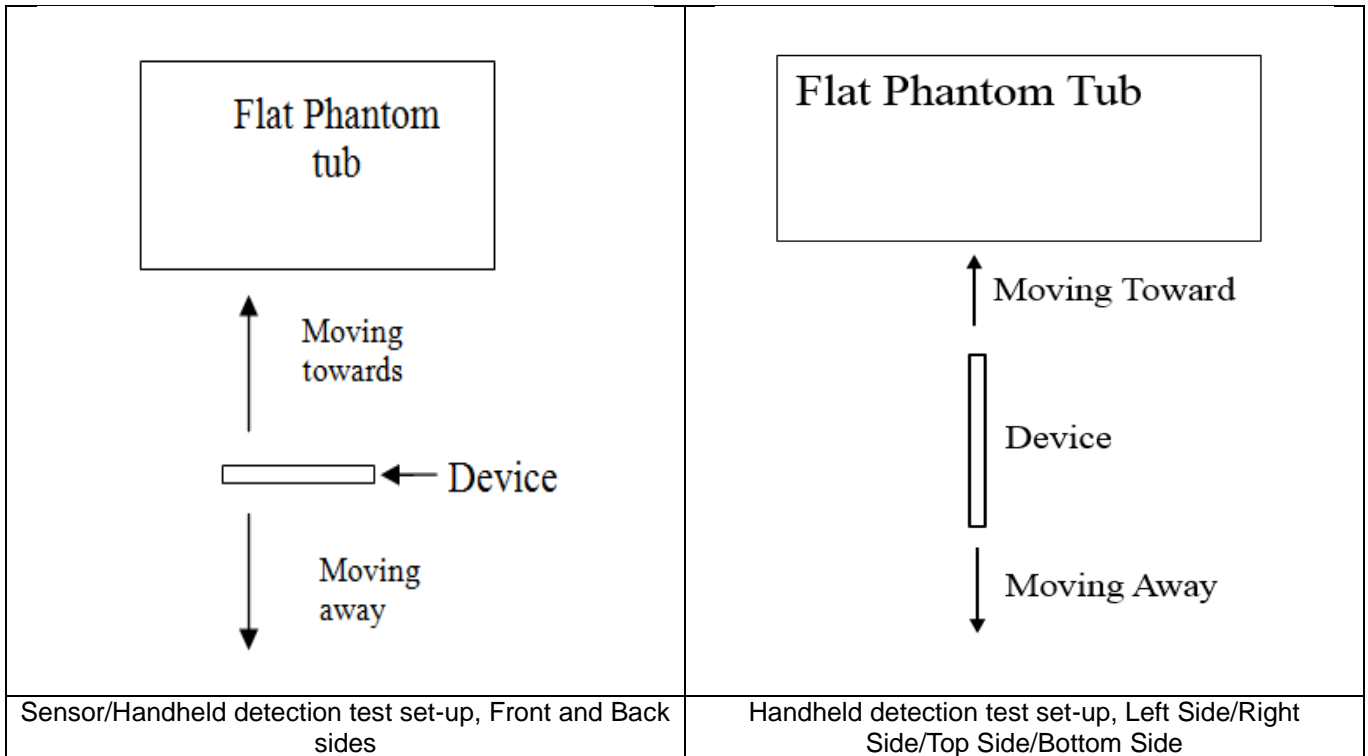 Flat Phantom
tub
Moving
towards
Device
Moving
away
Sensor/Handheld detection test set-up, Front and Back
sides
Flat Phantom Tub
Moving Toward
Device
Moving Away
Handheld detection test set-up, Left Side/Right
Side/Top Side/Bottom Side